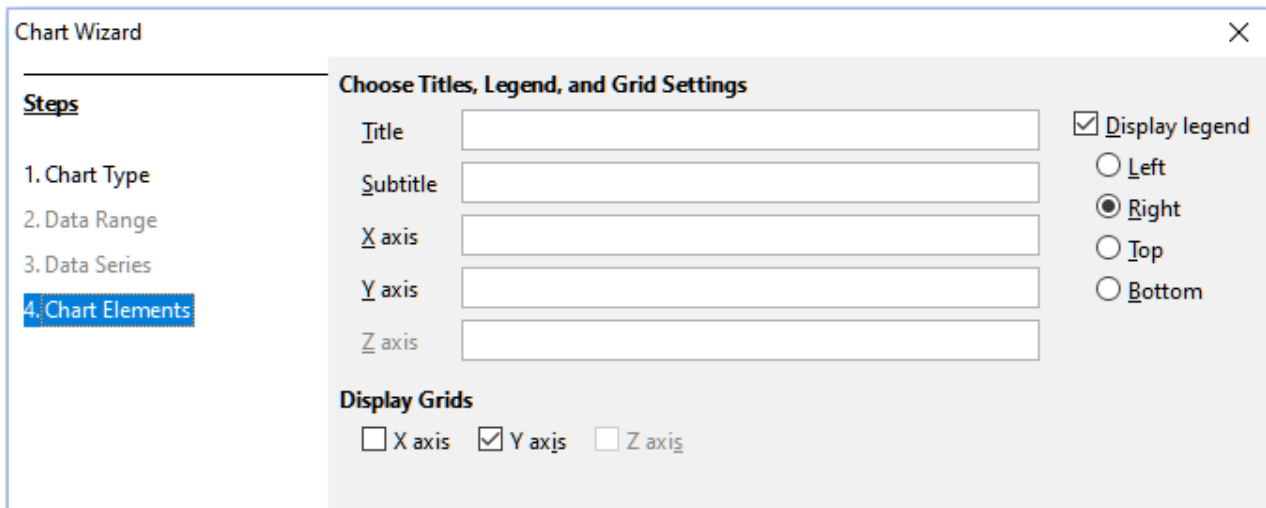 Chart Wizard
Steps
1. Chart Type
2. Data Range
3. Data Series
4. Chart Elements
Choose Titles, Legend, and Grid Settings
Title
Subtitle
X axis
Y axis
Z axis
Display legend
Left
Right
Top
Bottom
Display Grids
X axis Y axis Z axis